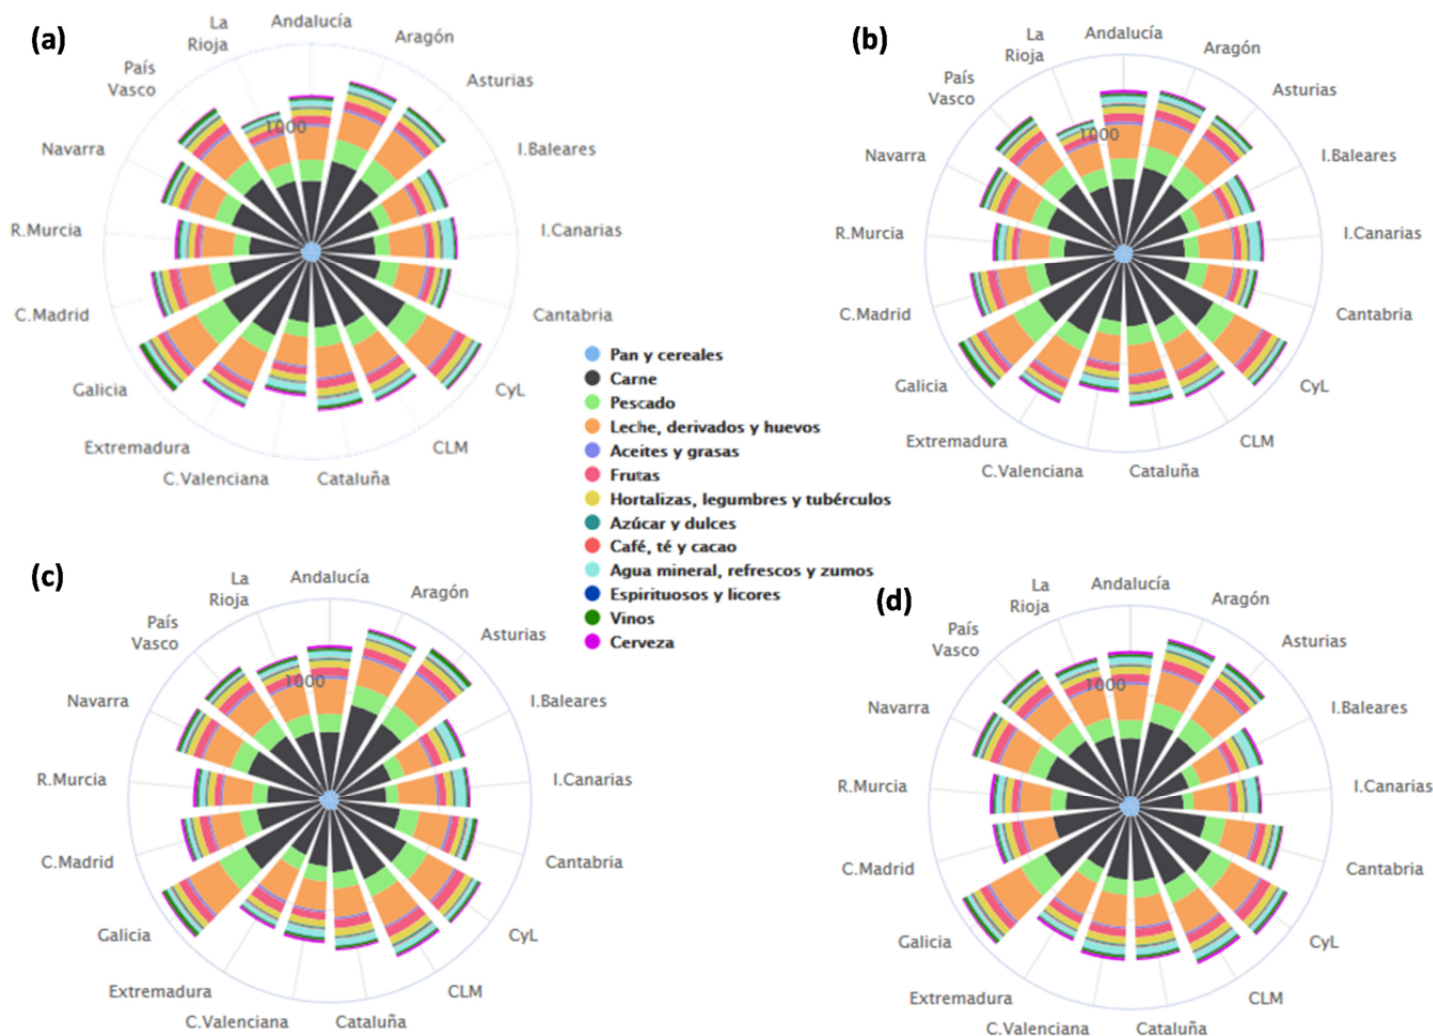 (a)
La
Rioja
Andalucía
Aragón
País
Vasco
Asturias
1000
Navarra
I.Baleares
R.Murcia
I.Canarias
C.Madrid
Cantabria
Galicia
CyL
Extremadura
CLM
C.Valenciana
Cataluña
(b)
La
Rioja
Andalucía
Aragón
País
Vasco
Asturias
1000
Navarra
I.Baleares
R.Murcia
I.Canarias
C.Madrid
Cantabria
Galicia
CyL
Extremadura
CLM
C.Valenciana
Cataluña
Pan y cereales
Carne
Pescado
Leche, derivados y huevos
Aceites y grasas
Frutas
Hortalizas, legumbres y tubérculos
Azúcar y dulces
Café, té y cacao
Agua mineral, refrescos y zumos
Espirituosos y licores
Vinos
Cerveza
(c)
La
Rioja
Andalucía
Aragón
País
Vasco
Asturias
1000
Navarra
I.Baleares
R.Murcia
I.Canarias
C.Madrid
Cantabria
Galicia
CyL
Extremadura
CLM
C.Valenciana
Cataluña
(d)
La
Rioja
Andalucía
Aragón
País
Vasco
Asturias
1000
Navarra
I.Baleares
R.Murcia
I.Canarias
C.Madrid
Cantabria
Galicia
CyL
Extremadura
CLM
C.Valenciana
Cataluña